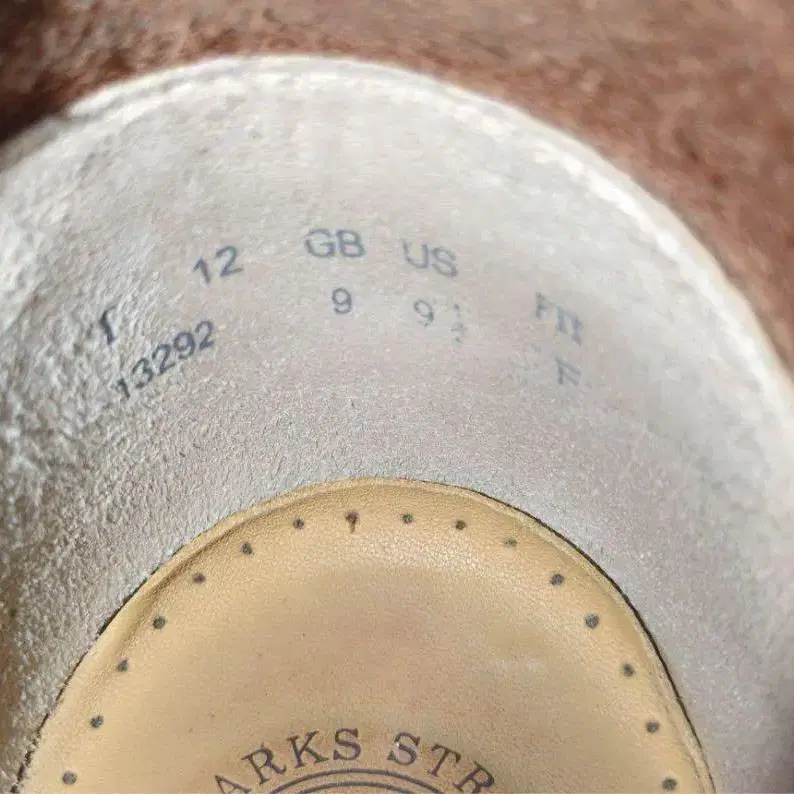 12 GB US Fit
13292 9 9½ F
ARKS STR